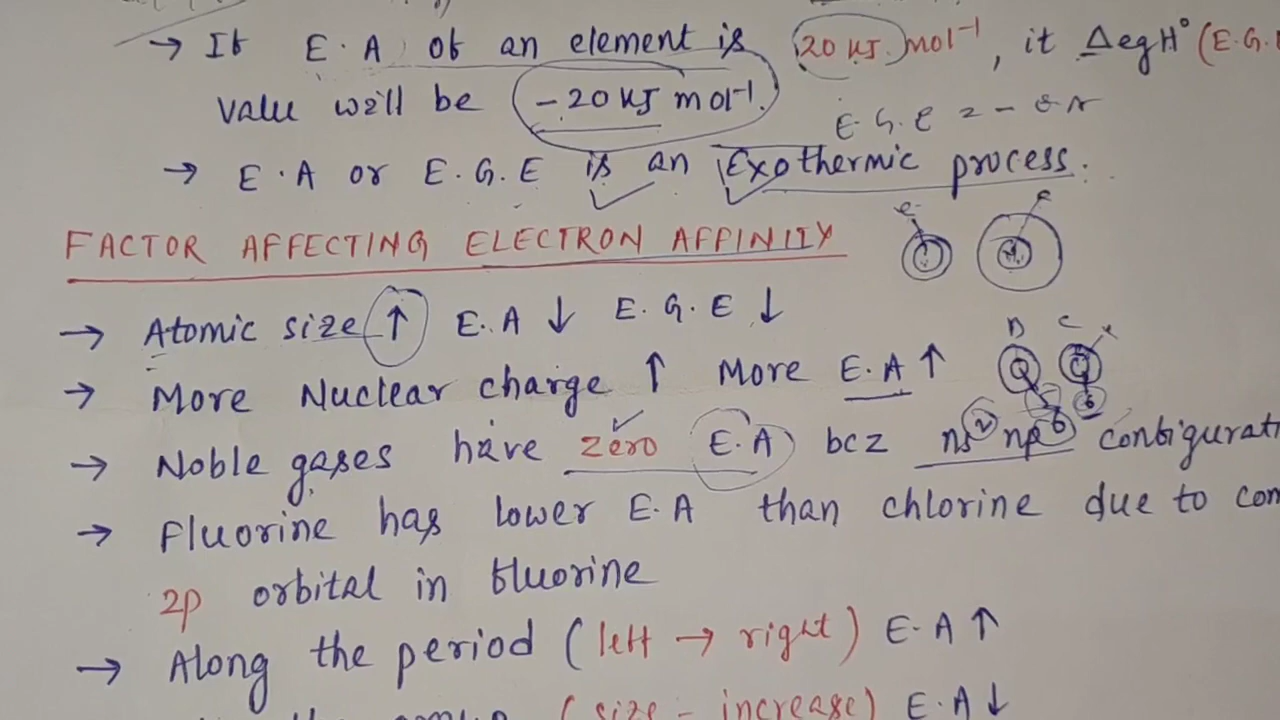 → If E.A of an element is 20 kJ mol⁻¹, it ΔegH° (E.G.
value will be -20 kJ mol⁻¹.
E.G.E = -
→ E.A or E.G.E is an Exothermic process.
FACTOR AFFECTING ELECTRON AFFINITY
→ Atomic size ↑ E.A ↓ E.G.E ↓
→ More Nuclear charge ↑ More E.A ↑
→ Noble gases have zero E.A bcz ns² np⁶ configurati
→ Fluorine has lower E.A than chlorine due to com
2p orbital in fluorine
→ Along the period (left → right) E.A ↑
(size - increase) E.A ↓